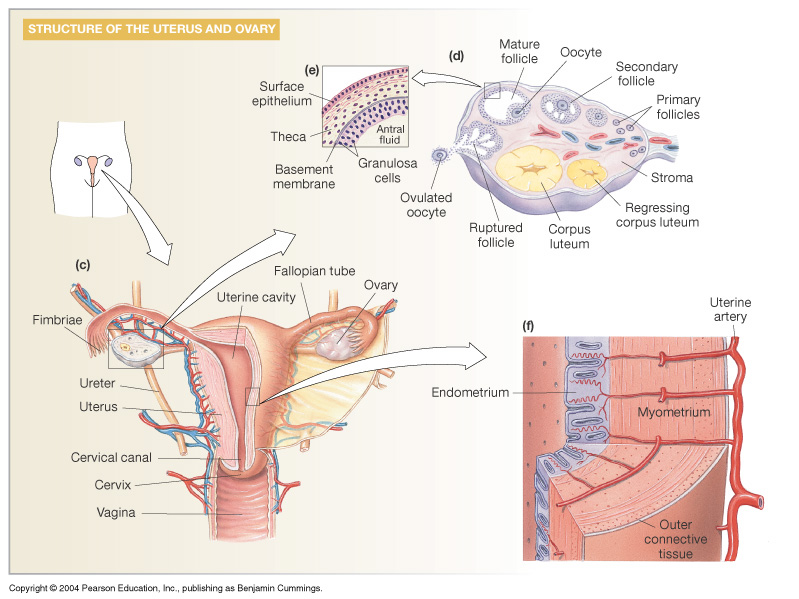 STRUCTURE OF THE UTERUS AND OVARY
(e)
Surface
epithelium
Theca
Basement
membrane
Granulosa
cells
Antral
fluid
(d)
Mature
follicle
Oocyte
Secondary
follicle
Primary
follicles
Stroma
Regressing
corpus luteum
Corpus
luteum
Ruptured
follicle
Ovulated
oocyte
(c)
Fallopian tube
Uterine cavity
Ovary
Fimbriae
Ureter
Uterus
Cervical canal
Cervix
Vagina
(f)
Uterine
artery
Endometrium
Myometrium
Outer
connective
tissue
Copyright © 2004 Pearson Education, Inc., publishing as Benjamin Cummings.